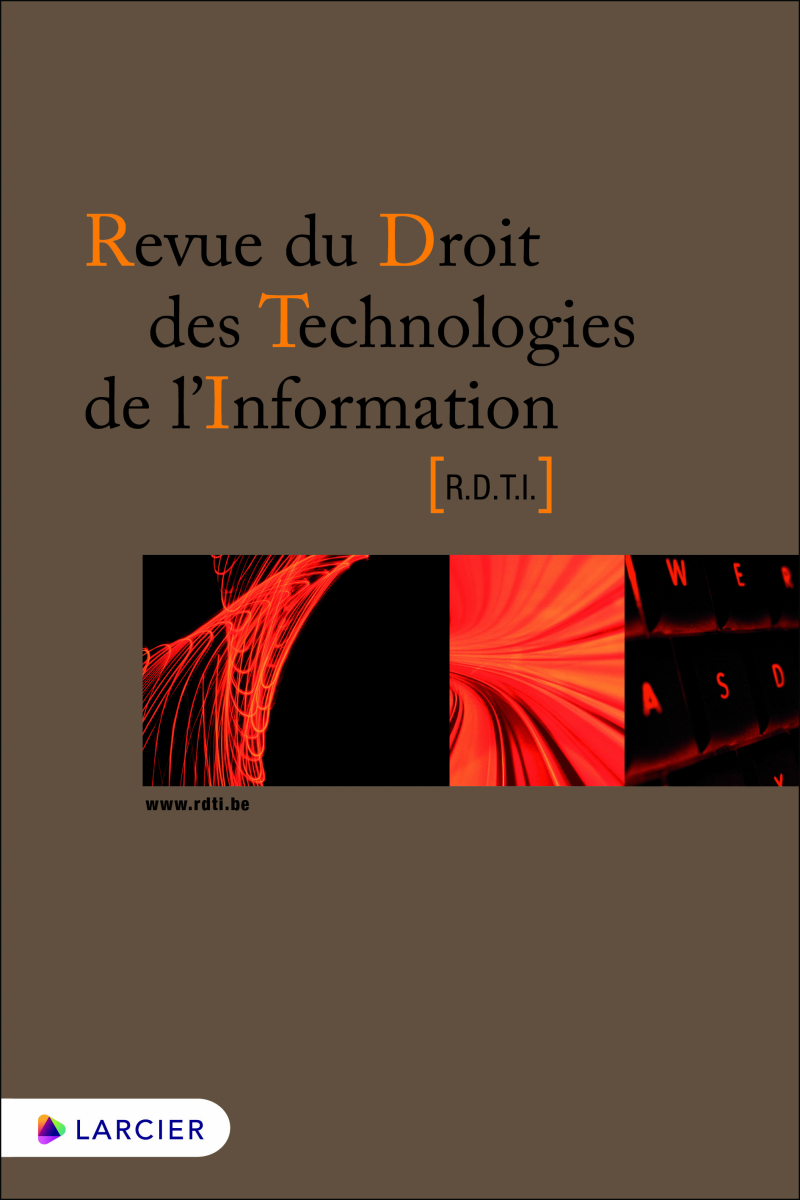 Revue du Droit
des Technologies
de l’Information
[R.D.T.I.]
W E R
A S D
www.rdti.be
LARCIER